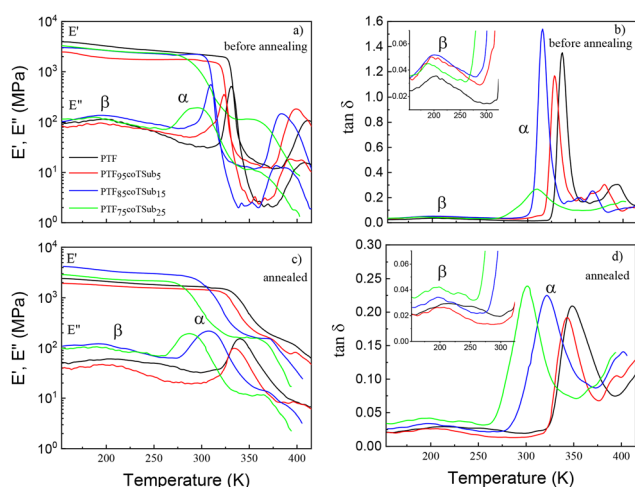 a)
E'
before annealing
E''
β
α
PTF
PTF95coTSub5
PTF85coTSub15
PTF75coTSub25
E', E'' (MPa)
10⁴
10³
10²
10¹
10⁰
b)
before annealing
β
α
tan δ
1.6
1.4
1.2
1.0
0.8
0.6
0.4
0.2
0.0
0.06
0.04
0.02
200 250 300
c)
E'
annealed
E''
β
α
E', E'' (MPa)
10⁴
10³
10²
10¹
10⁰
200 250 300 350 400
Temperature (K)
d)
annealed
β
α
tan δ
0.30
0.25
0.20
0.15
0.10
0.05
0.00
0.06
0.04
0.02
0.00
200 250 300
200 250 300 350 400
Temperature (K)